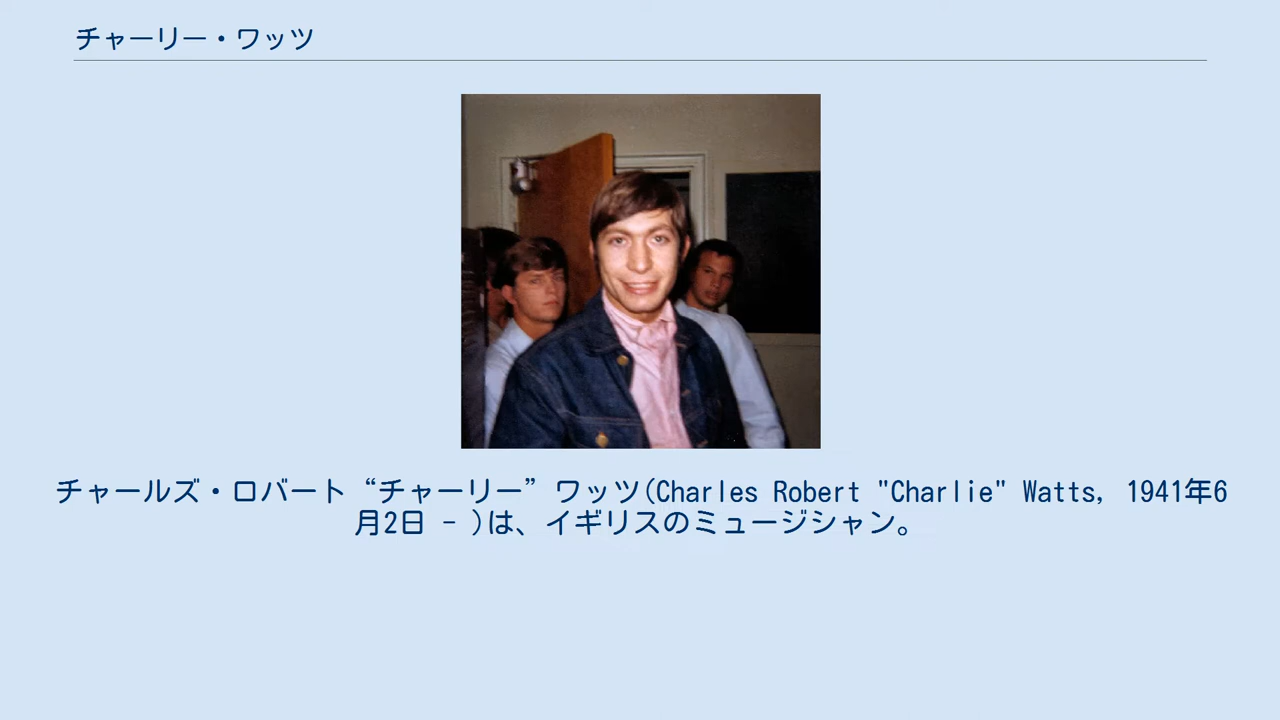 チャーリー・ワッツ
チャールズ・ロバート“チャーリー”ワッツ(Charles Robert "Charlie" Watts, 1941年6
月2日 - )は、イギリスのミュージシャン。